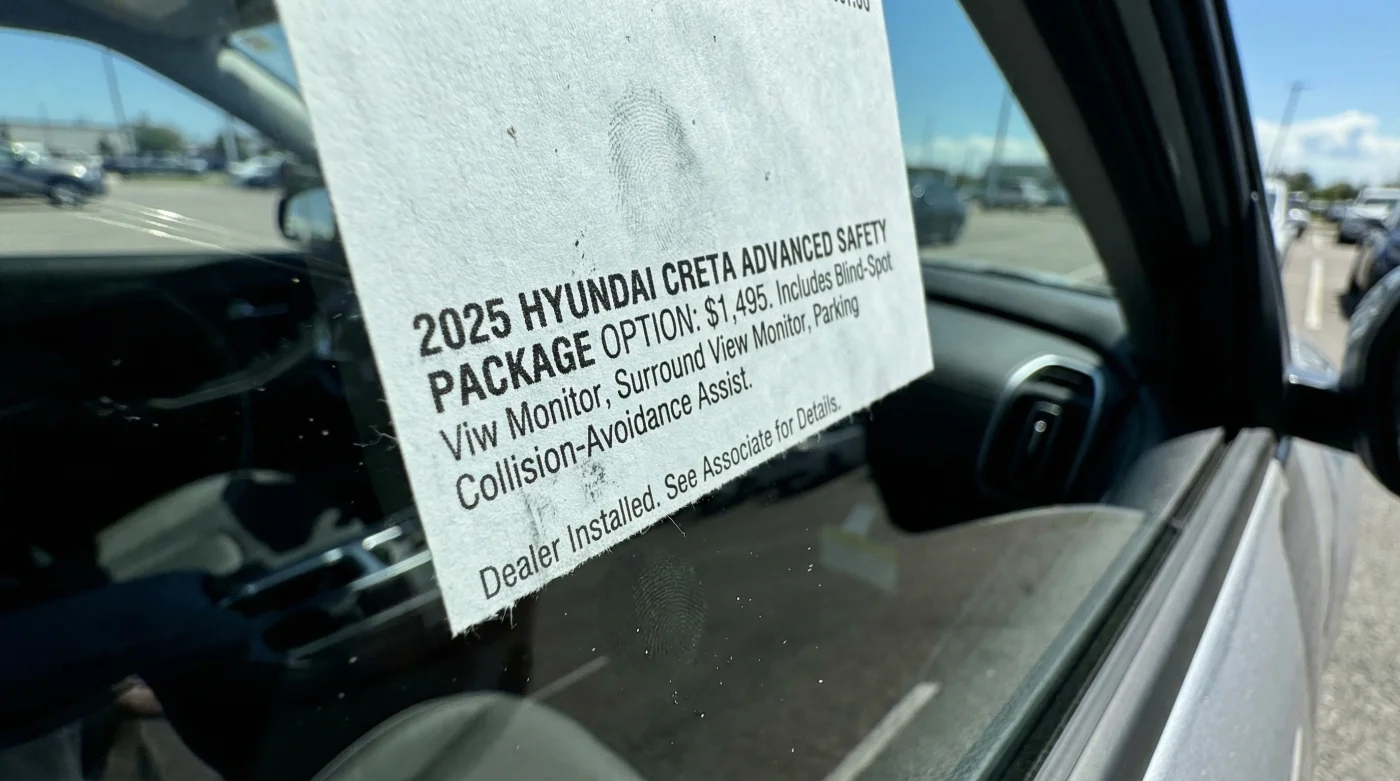 2025 HYUNDAI CRETA ADVANCED SAFETY
PACKAGE OPTION: $1,495. Includes Blind-Spot
Viw Monitor, Surround View Monitor, Parking
Collision-Avoidance Assist.
Dealer Installed. See Associate for Details.